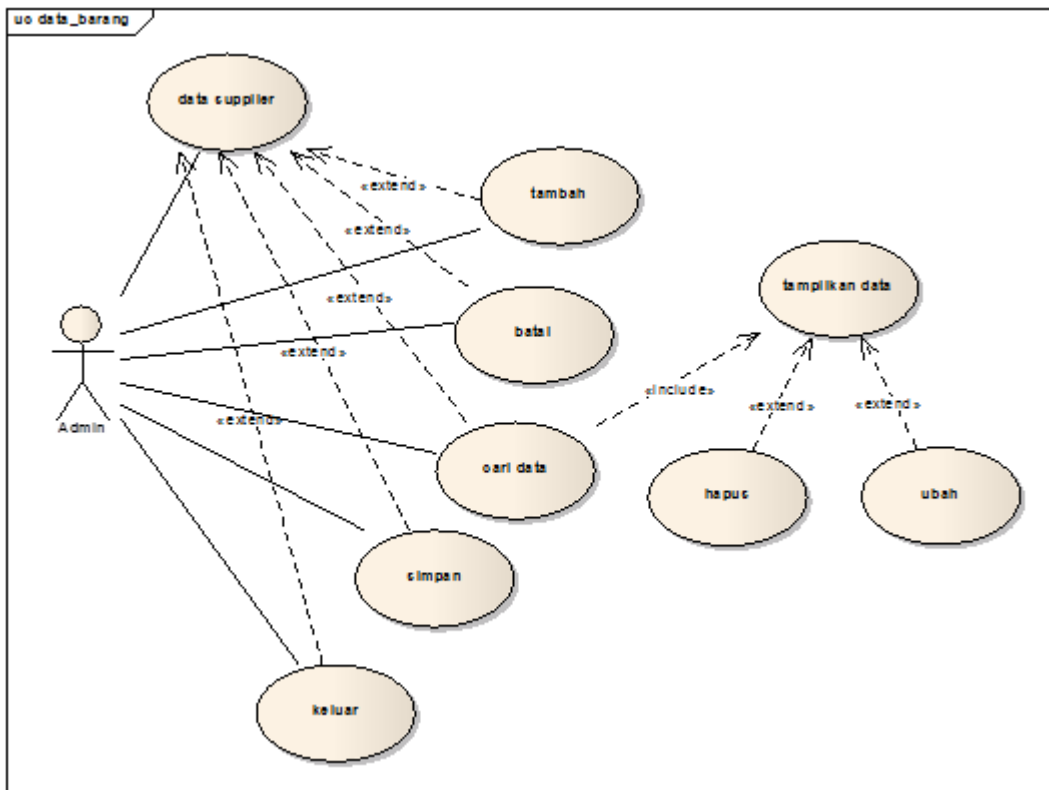 uc data_barang
data supplier
tambah
«extend»
«extend»
tampilkan data
«extend»
batal
«extend»
«include»
«extend»
«extend»
«extend»
Admin
cari data
hapus
ubah
simpan
keluar